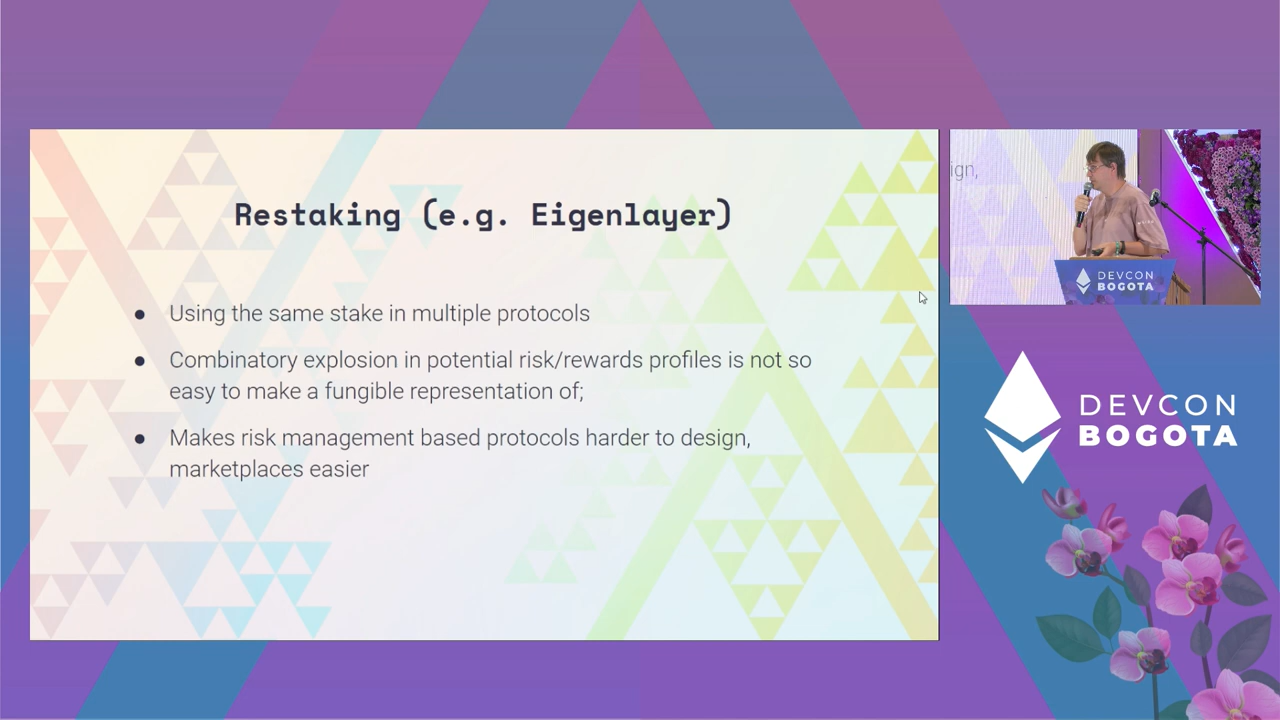 Restaking (e.g. Eigenlayer)
● Using the same stake in multiple protocols
● Combinatory explosion in potential risk/rewards profiles is not so
easy to make a fungible representation of;
● Makes risk management based protocols harder to design,
marketplaces easier
ign,
DEVCON
BOGOTA
DEVCON
BOGOTA